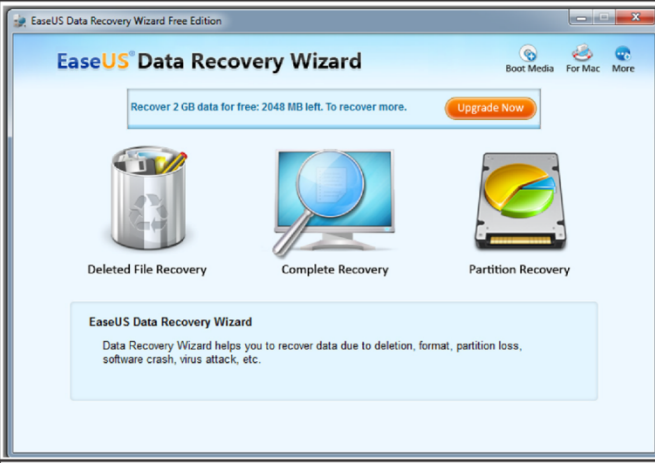 EaseUS Data Recovery Wizard Free Edition
EaseUS® Data Recovery Wizard
Boot Media For Mac More
Recover 2 GB data for free: 2048 MB left. To recover more. Upgrade Now
Deleted File Recovery Complete Recovery Partition Recovery
EaseUS Data Recovery Wizard
Data Recovery Wizard helps you to recover data due to deletion, format, partition loss,
software crash, virus attack, etc.